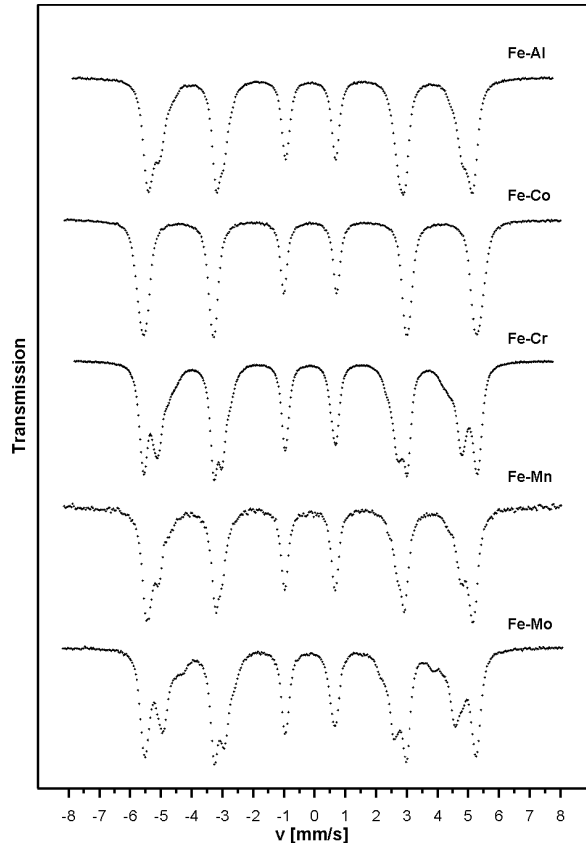 Fe-Al
Fe-Co
Fe-Cr
Fe-Mn
Fe-Mo
Transmission
-8 -7 -6 -5 -4 -3 -2 -1 0 1 2 3 4 5 6 7 8
v [mm/s]